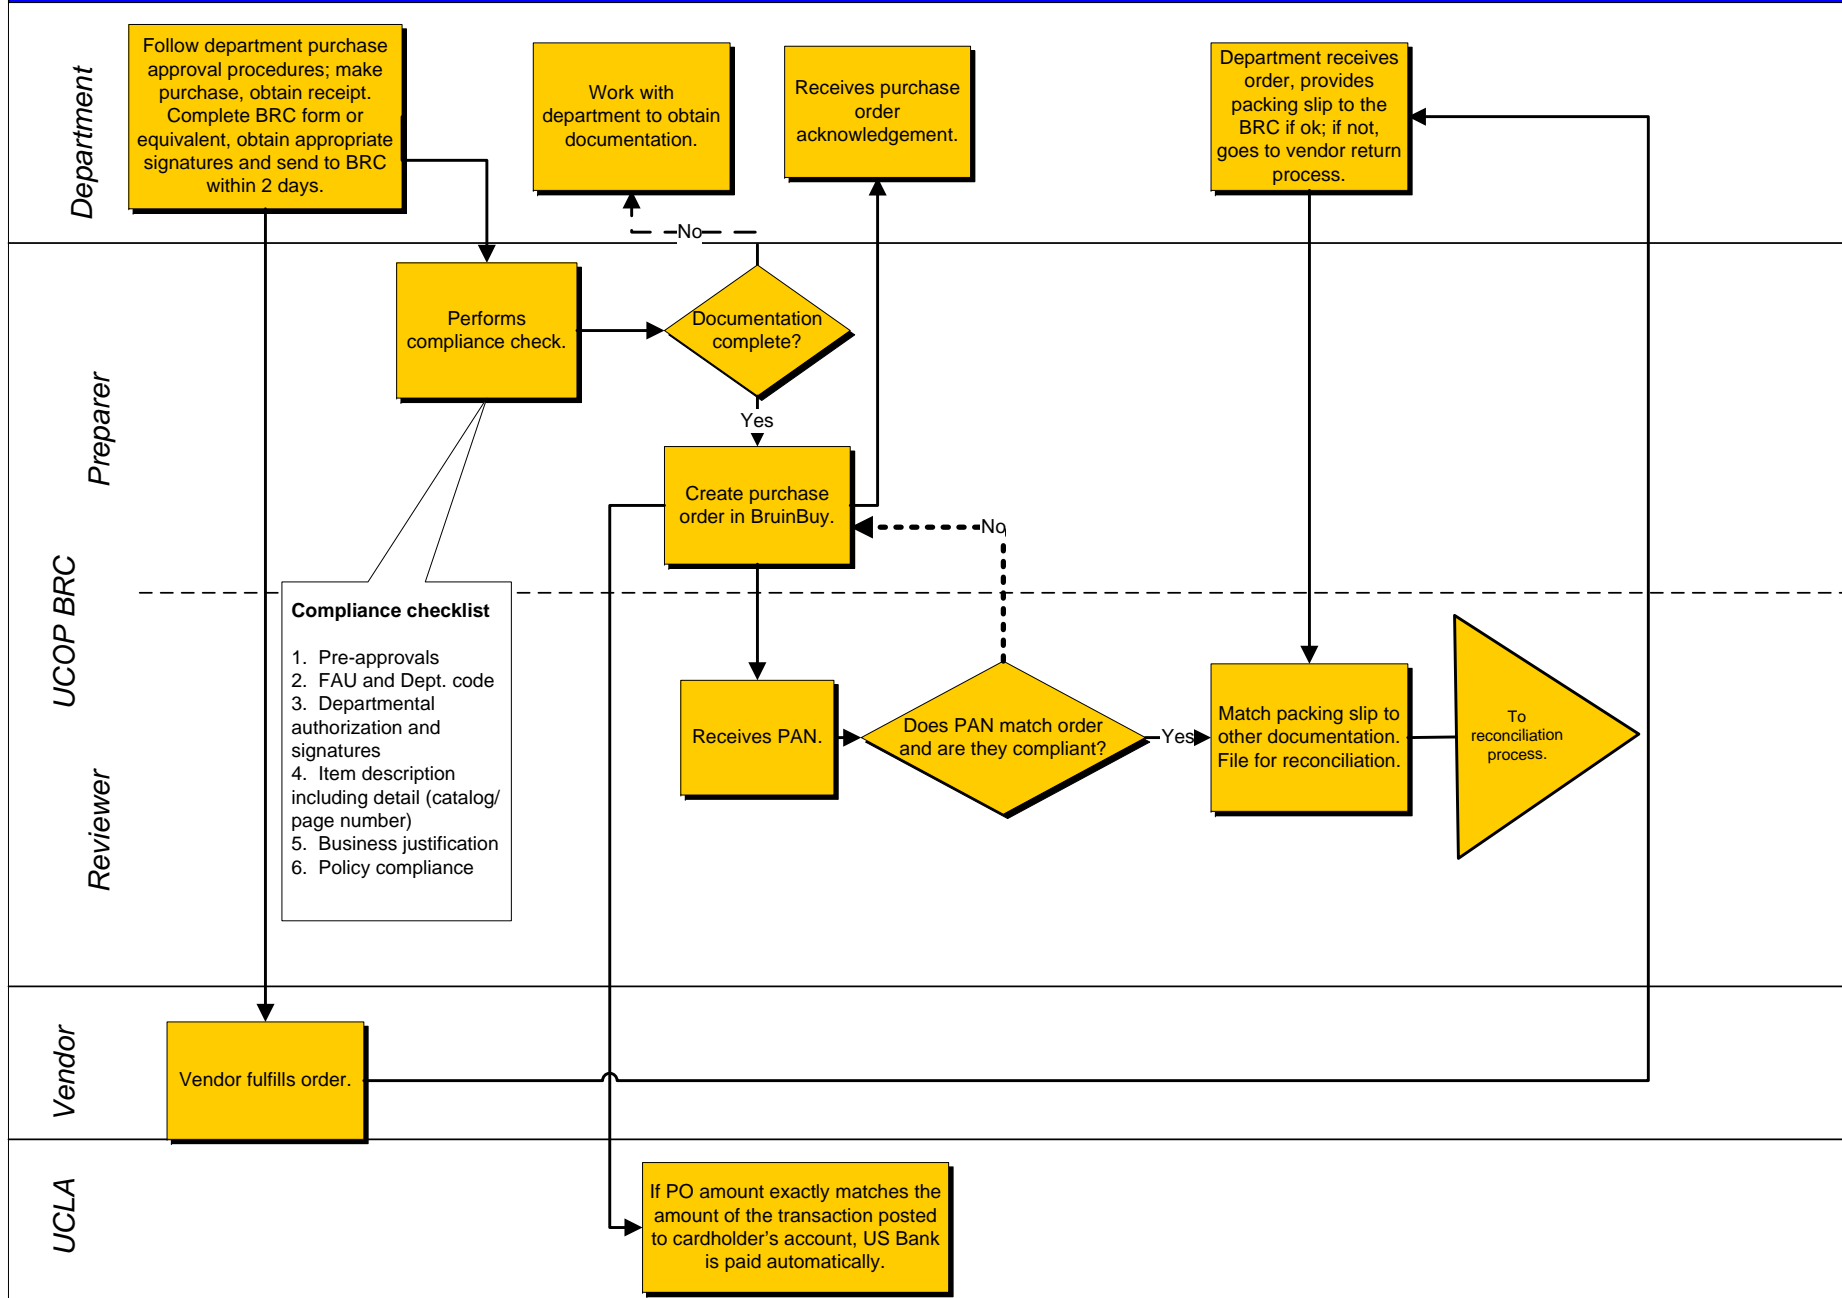 Department
Follow department purchase
approval procedures; make
purchase, obtain receipt.
Complete BRC form or
equivalent, obtain appropriate
signatures and send to BRC
within 2 days.
Work with
department to obtain
documentation.
Receives purchase
order
acknowledgement.
Department receives
order, provides
packing slip to the
BRC if ok; if not,
goes to vendor return
process.
No
UCOP BRC
Preparer
Performs
compliance check.
Documentation
complete?
Yes
Create purchase
order in BruinBuy.
No
Compliance checklist
1. Pre-approvals
2. FAU and Dept. code
3. Departmental
authorization and
signatures
4. Item description
including detail (catalog/
page number)
5. Business justification
6. Policy compliance
Reviewer
Receives PAN.
Does PAN match order
and are they compliant?
Yes
Match packing slip to
other documentation.
File for reconciliation.
To
reconciliation
process.
Vendor
Vendor fulfills order.
UCLA
If PO amount exactly matches the
amount of the transaction posted
to cardholder’s account, US Bank
is paid automatically.